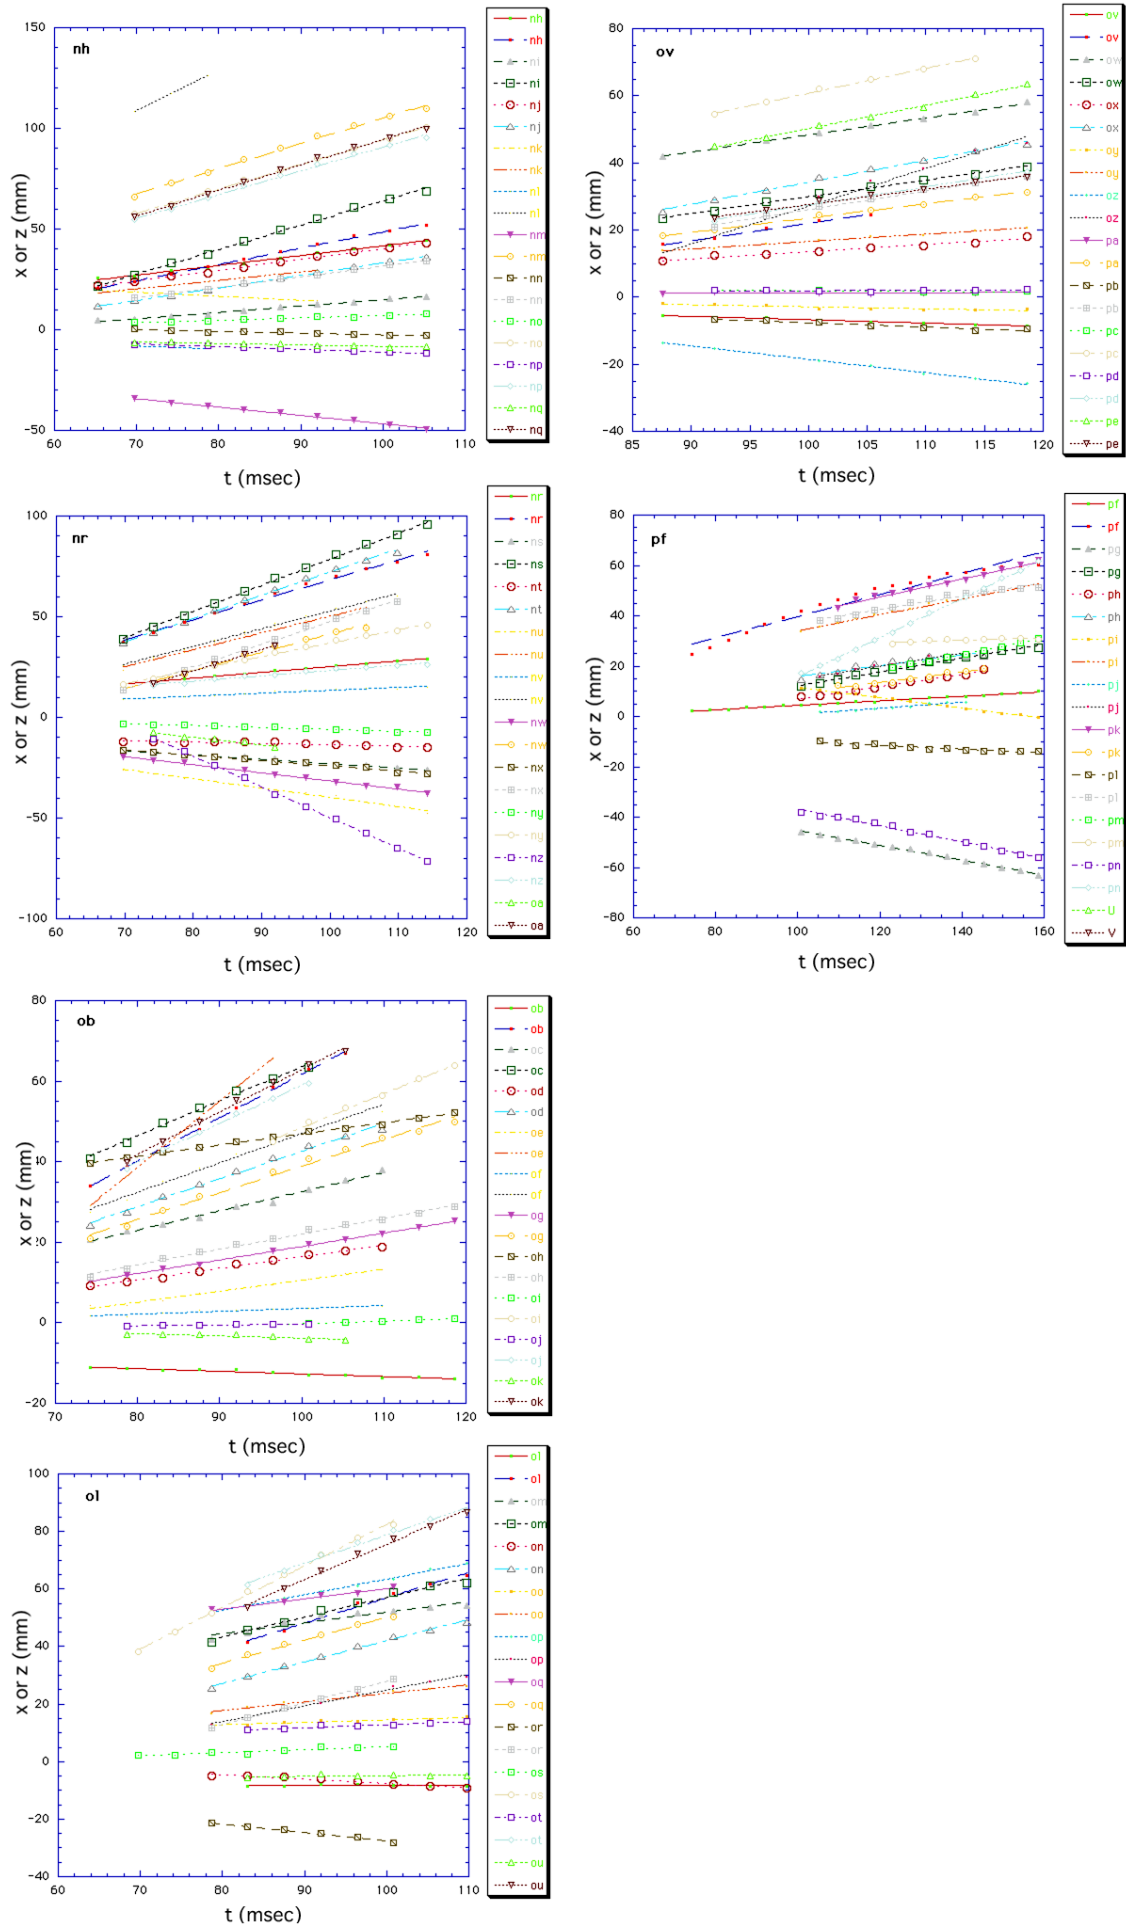 nh
150
100
50
0
-50
60 70 80 90 100 110
x or z (mm)
t (msec)
nh
nh
ni
ni
nj
nj
nk
nk
nl
nl
nm
nm
nn
nn
no
no
np
np
nq
nq
ov
80
60
40
20
0
-20
-40
85 90 95 100 105 110 115 120
x or z (mm)
t (msec)
ov
ov
ow
ow
ox
ox
oy
oy
oz
oz
pa
pa
pb
pb
pc
pc
pd
pd
pe
pe
nr
100
50
0
-50
-100
60 70 80 90 100 110 120
x or z (mm)
t (msec)
nr
nr
ns
ns
nt
nt
nu
nu
nv
nv
nw
nw
nx
nx
ny
ny
nz
nz
oa
oa
pf
80
60
40
20
0
-20
-40
-60
-80
60 80 100 120 140 160
x or z (mm)
t (msec)
pf
pf
pg
pg
ph
ph
pi
pi
pj
pj
pk
pk
pl
pl
pm
pm
pn
pn
U
V
ob
80
60
40
20
0
-20
70 80 90 100 110 120
x or z (mm)
t (msec)
ob
ob
oc
oc
od
od
oe
oe
of
of
og
og
oh
oh
oi
oi
oj
oj
ok
ok
ol
100
80
60
40
20
0
-20
-40
60 70 80 90 100 110
x or z (mm)
t (msec)
ol
ol
om
om
on
on
oo
oo
op
op
oq
oq
or
or
os
os
ot
ot
ou
ou